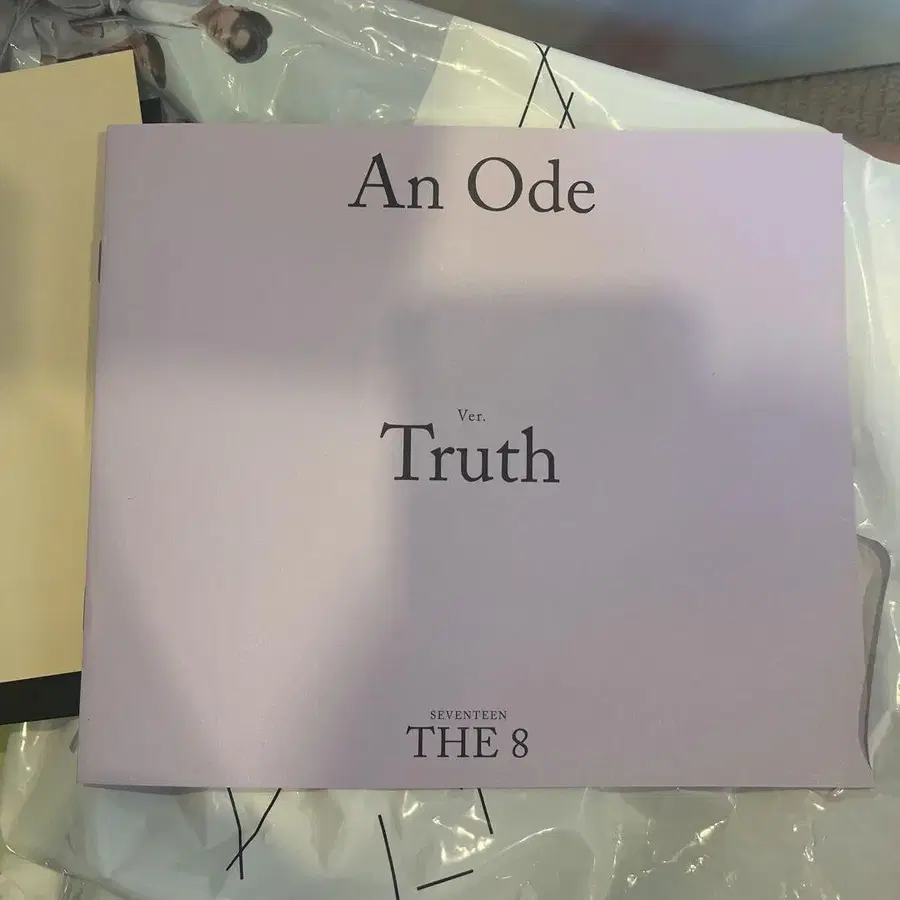 An Ode
Ver.
Truth
SEVENTEEN
THE 8